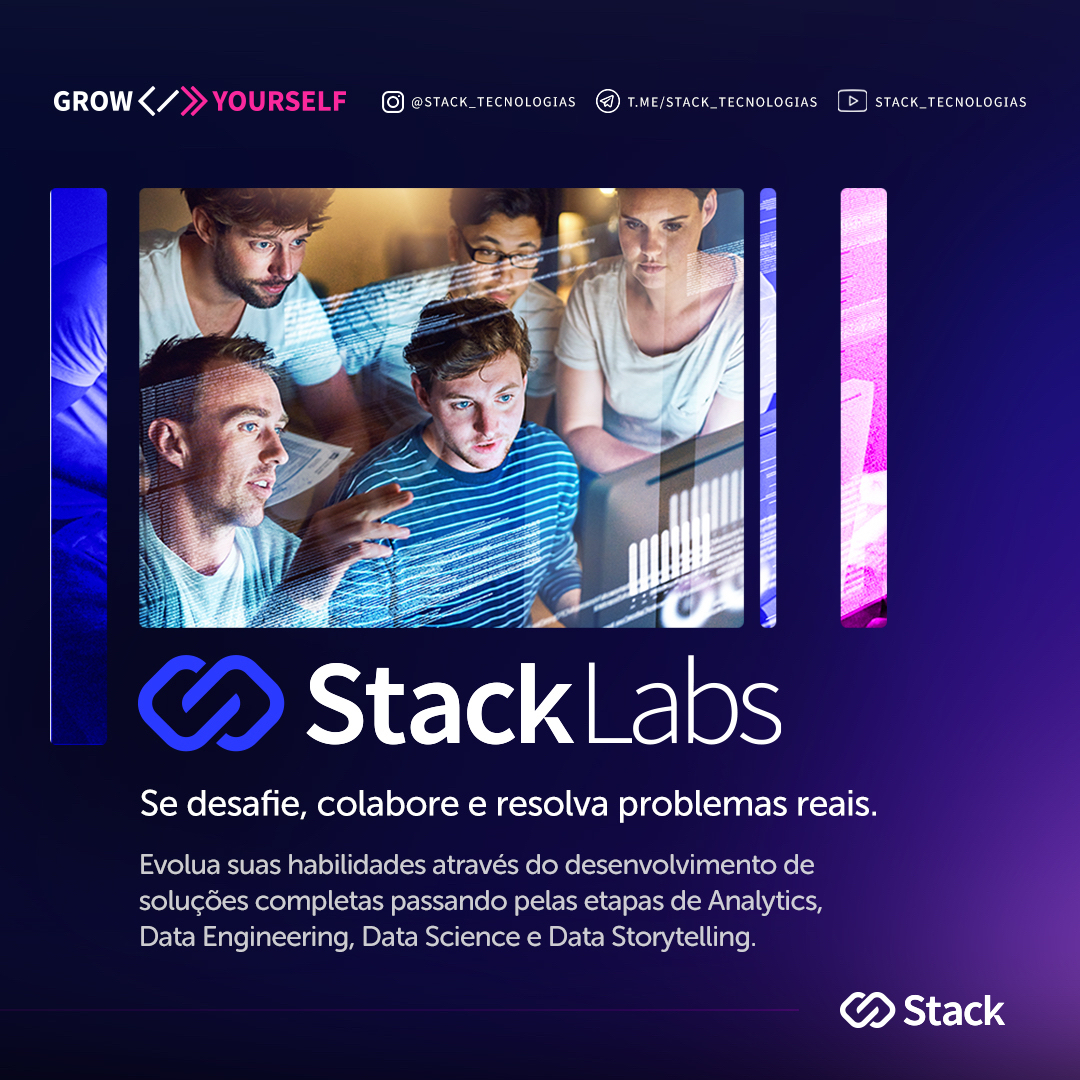 GROW </>> YOURSELF @STACK_TECNOLOGIAS T.ME/STACK_TECNOLOGIAS STACK_TECNOLOGIAS
Stack Labs
Se desafie, colabore e resolva problemas reais.
Evolua suas habilidades através do desenvolvimento de
soluções completas passando pelas etapas de Analytics,
Data Engineering, Data Science e Data Storytelling.
Stack